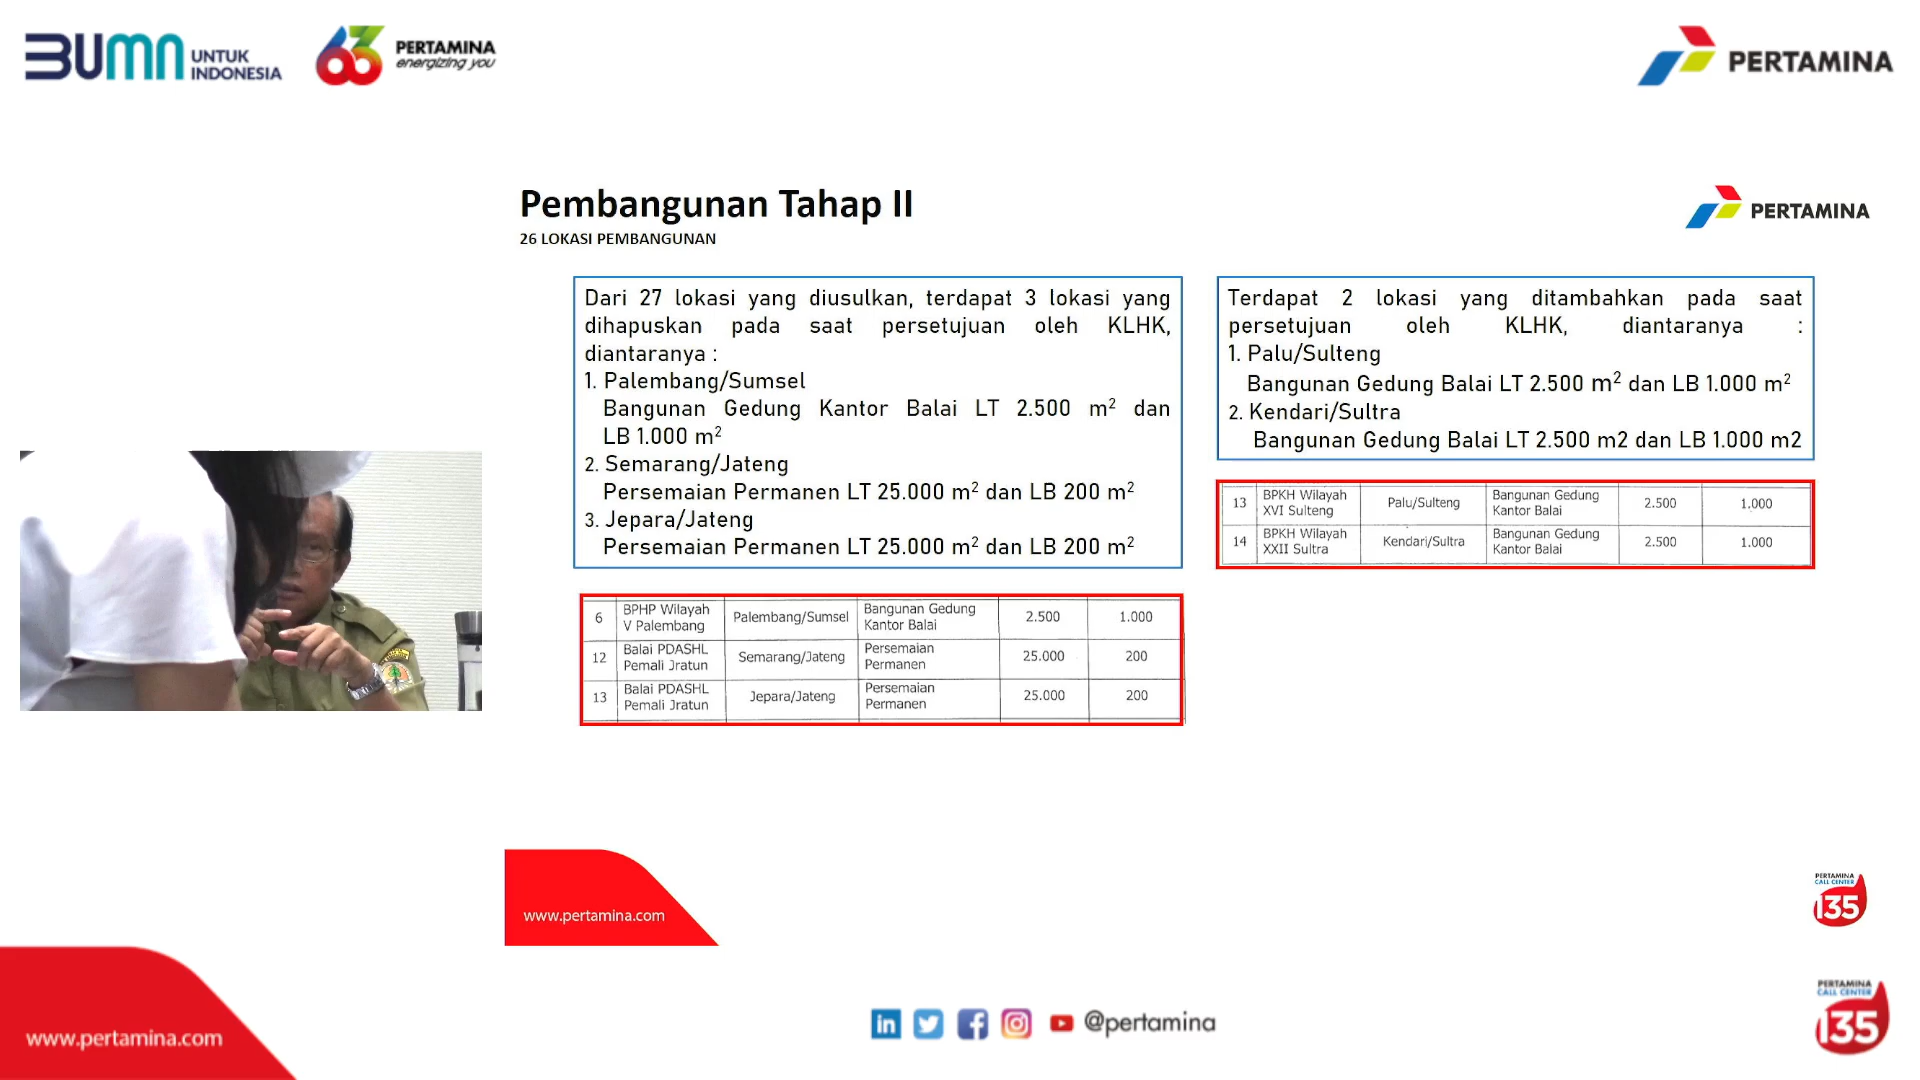 BUMN UNTUK INDONESIA
63 PERTAMINA
energizing you
PERTAMINA
Pembangunan Tahap II
26 LOKASI PEMBANGUNAN
PERTAMINA
Dari 27 lokasi yang diusulkan, terdapat 3 lokasi yang
dihapuskan pada saat persetujuan oleh KLHK,
diantaranya :
1. Palembang/Sumsel
Bangunan Gedung Kantor Balai LT 2.500 m² dan
LB 1.000 m²
2. Semarang/Jateng
Persemaian Permanen LT 25.000 m² dan LB 200 m²
3. Jepara/Jateng
Persemaian Permanen LT 25.000 m² dan LB 200 m²
6 BPHP Wilayah V Palembang Palembang/Sumsel Bangunan Gedung Kantor Balai 2.500 1.000
12 Balai PDASHL Pemali Jratun Semarang/Jateng Persemaian Permanen 25.000 200
13 Balai PDASHL Pemali Jratun Jepara/Jateng Persemaian Permanen 25.000 200
Terdapat 2 lokasi yang ditambahkan pada saat
persetujuan oleh KLHK, diantaranya :
1. Palu/Sulteng
Bangunan Gedung Balai LT 2.500 m² dan LB 1.000 m²
2. Kendari/Sultra
Bangunan Gedung Balai LT 2.500 m2 dan LB 1.000 m2
13 BPKH Wilayah XVI Sulteng Palu/Sulteng Bangunan Gedung Kantor Balai 2.500 1.000
14 BPKH Wilayah XXII Sultra Kendari/Sultra Bangunan Gedung Kantor Balai 2.500 1.000
www.pertamina.com
PERTAMINA
CALL CENTER
135
www.pertamina.com
@pertamina
PERTAMINA
CALL CENTER
135